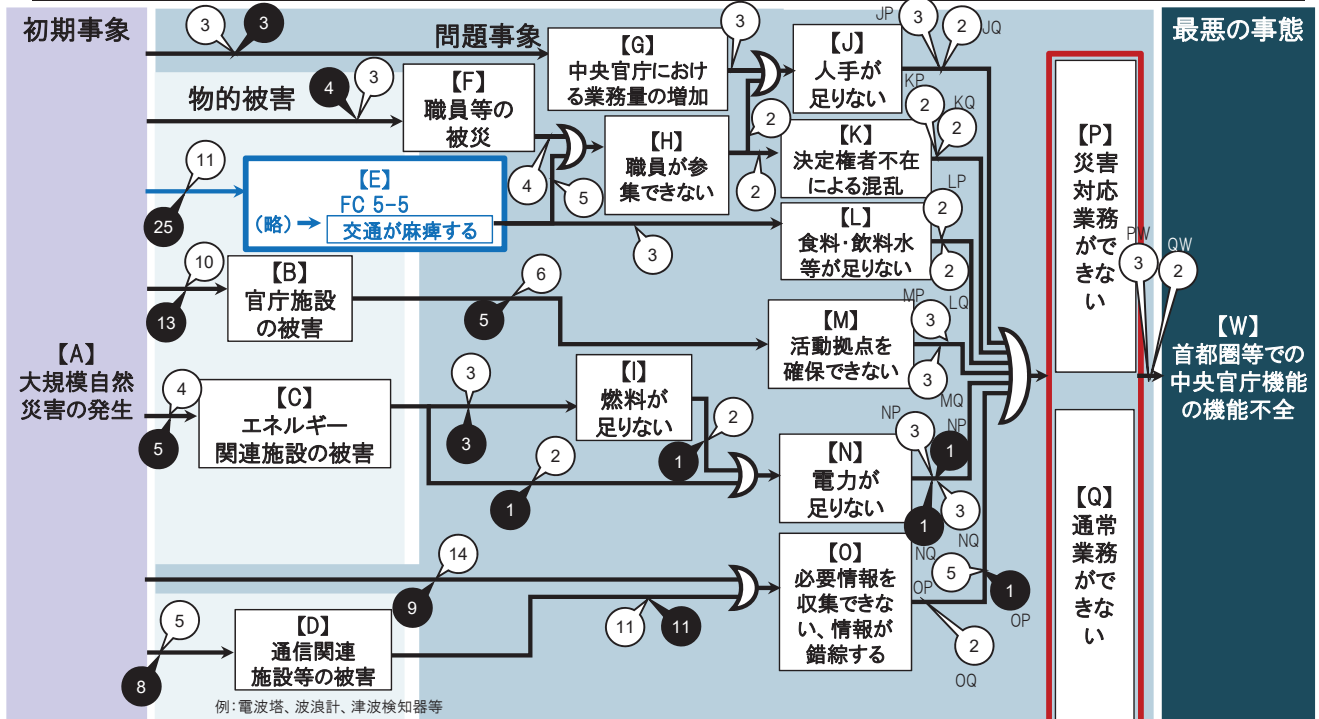 初期事象
問題事象
最悪の事態
物的被害
【A】
大規模自然
災害の発生
3
3
4
3
11
25
10
13
4
5
5
8
【F】
職員等の
被災
【E】
FC 5-5
(略)
交通が麻痺する
【B】
官庁施設
の被害
【C】
エネルギー
関連施設の被害
【D】
通信関連
施設等の被害
例：電波塔、波浪計、津波検知器等
【G】
中央官庁におけ
る業務量の増加
【H】
職員が参
集できない
【I】
燃料が
足りない
3
4
5
2
2
3
6
5
3
3
2
1
2
1
14
9
11
11
【J】
人手が
足りない
【K】
決定権者不在
による混乱
【L】
食料・飲料水
等が足りない
【M】
活動拠点を
確保できない
【N】
電力が
足りない
【O】
必要情報を
収集できな
い、情報が
錯綜する
JP
3
2
JQ
KP
2
KQ
2
LP
2
2
LQ
MP
3
3
MQ
NP
3
NP
1
1
NQ
3
NQ
OP
5
1
OP
2
OQ
【P】
災
害
対
応
業
務
が
で
き
な
い
【Q】
通
常
業
務
が
で
き
な
い
PW
3
QW
2
【W】
首都圏等での
中央官庁機能
の機能不全